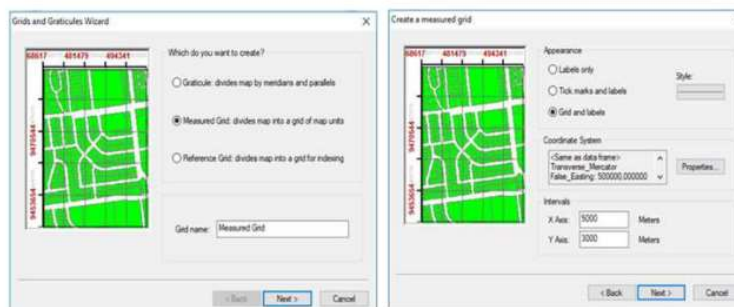 Grids and Graticules Wizard
68617 481479 494341
9470544
9453654
Which do you want to create?
Graticule: divides map by meridians and parallels
Measured Grid: divides map into a grid of map units
Reference Grid: divides map into a grid for indexing
Grid name: Measured Grid
< Back Next > Cancel
Create a measured grid
68617 481479 494341
9470544
9453654
Appearance
Labels only
Tick marks and labels
Grid and labels
Style:
Coordinate System
<Same as data frame>
Transverse_Mercator
False_Easting: 500000,000000
Properties...
Intervals
X Axis: 5000 Meters
Y Axis: 3000 Meters
< Back Next > Cancel